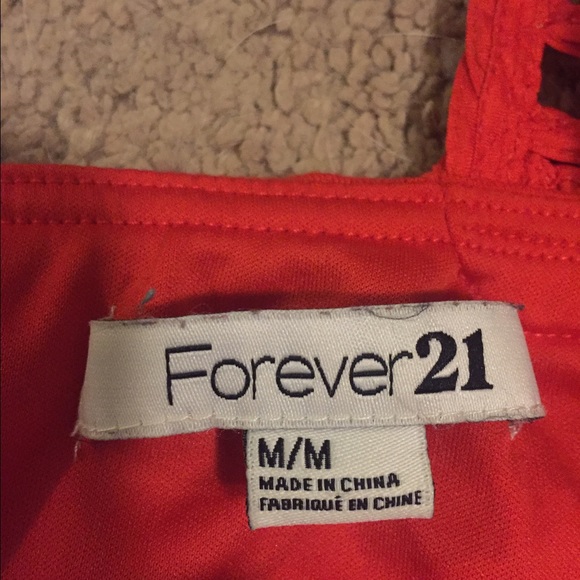 Forever21
M/M
MADE IN CHINA
FABRIQUÉ EN CHINE